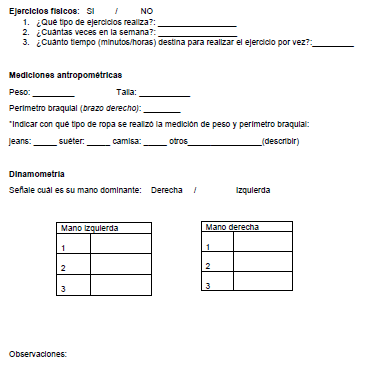 Ejercicios físicos: SI / NO
1. ¿Qué tipo de ejercicios realiza?: ___________________
2. ¿Cuántas veces en la semana?: ___________________
3. ¿Cuánto tiempo (minutos/horas) destina para realizar el ejercicio por vez?:__________
Mediciones antropométricas
Peso: __________ Talla: ____________
Perímetro braquial (brazo derecho): _________
*Indicar con qué tipo de ropa se realizó la medición de peso y perímetro braquial:
jeans: _____ suéter: _____ camisa: _____ otros_________________(describir)
Dinamometría
Señale cuál es su mano dominante: Derecha / Izquierda
Mano izquierda
1
2
3
Mano derecha
1
2
3
Observaciones: